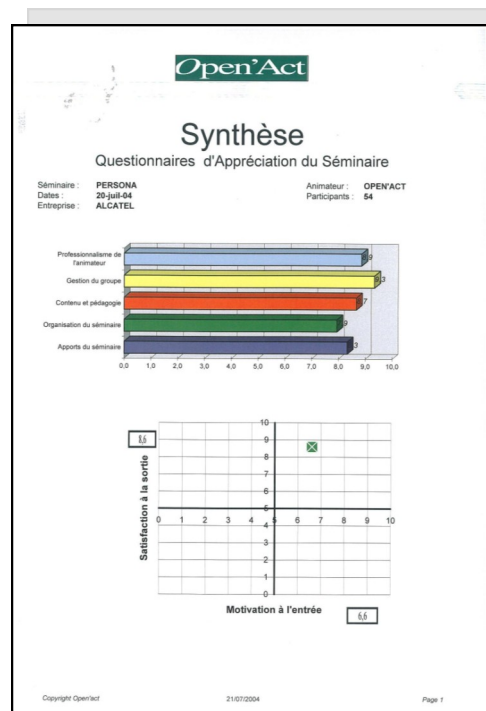 Open'Act
Synthèse
Questionnaires d'Appréciation du Séminaire
Séminaire : PERSONA
Dates : 20-juil-04
Entreprise : ALCATEL
Animateur : OPEN'ACT
Participants : 54
Professionnalisme de
l'animateur
Gestion du groupe
Contenu et pédagogie
Organisation du séminaire
Apports du séminaire
0,0 1,0 2,0 3,0 4,0 5,0 6,0 7,0 8,0 9,0 10,0
8,6
Satisfaction à la sortie
10
9
8
7
6
5
0 1 2 3 4 5 6 7 8 9 10
4
3
2
1
0
Motivation à l'entrée
6,6
Copyright Open'act
21/07/2004
Page 1